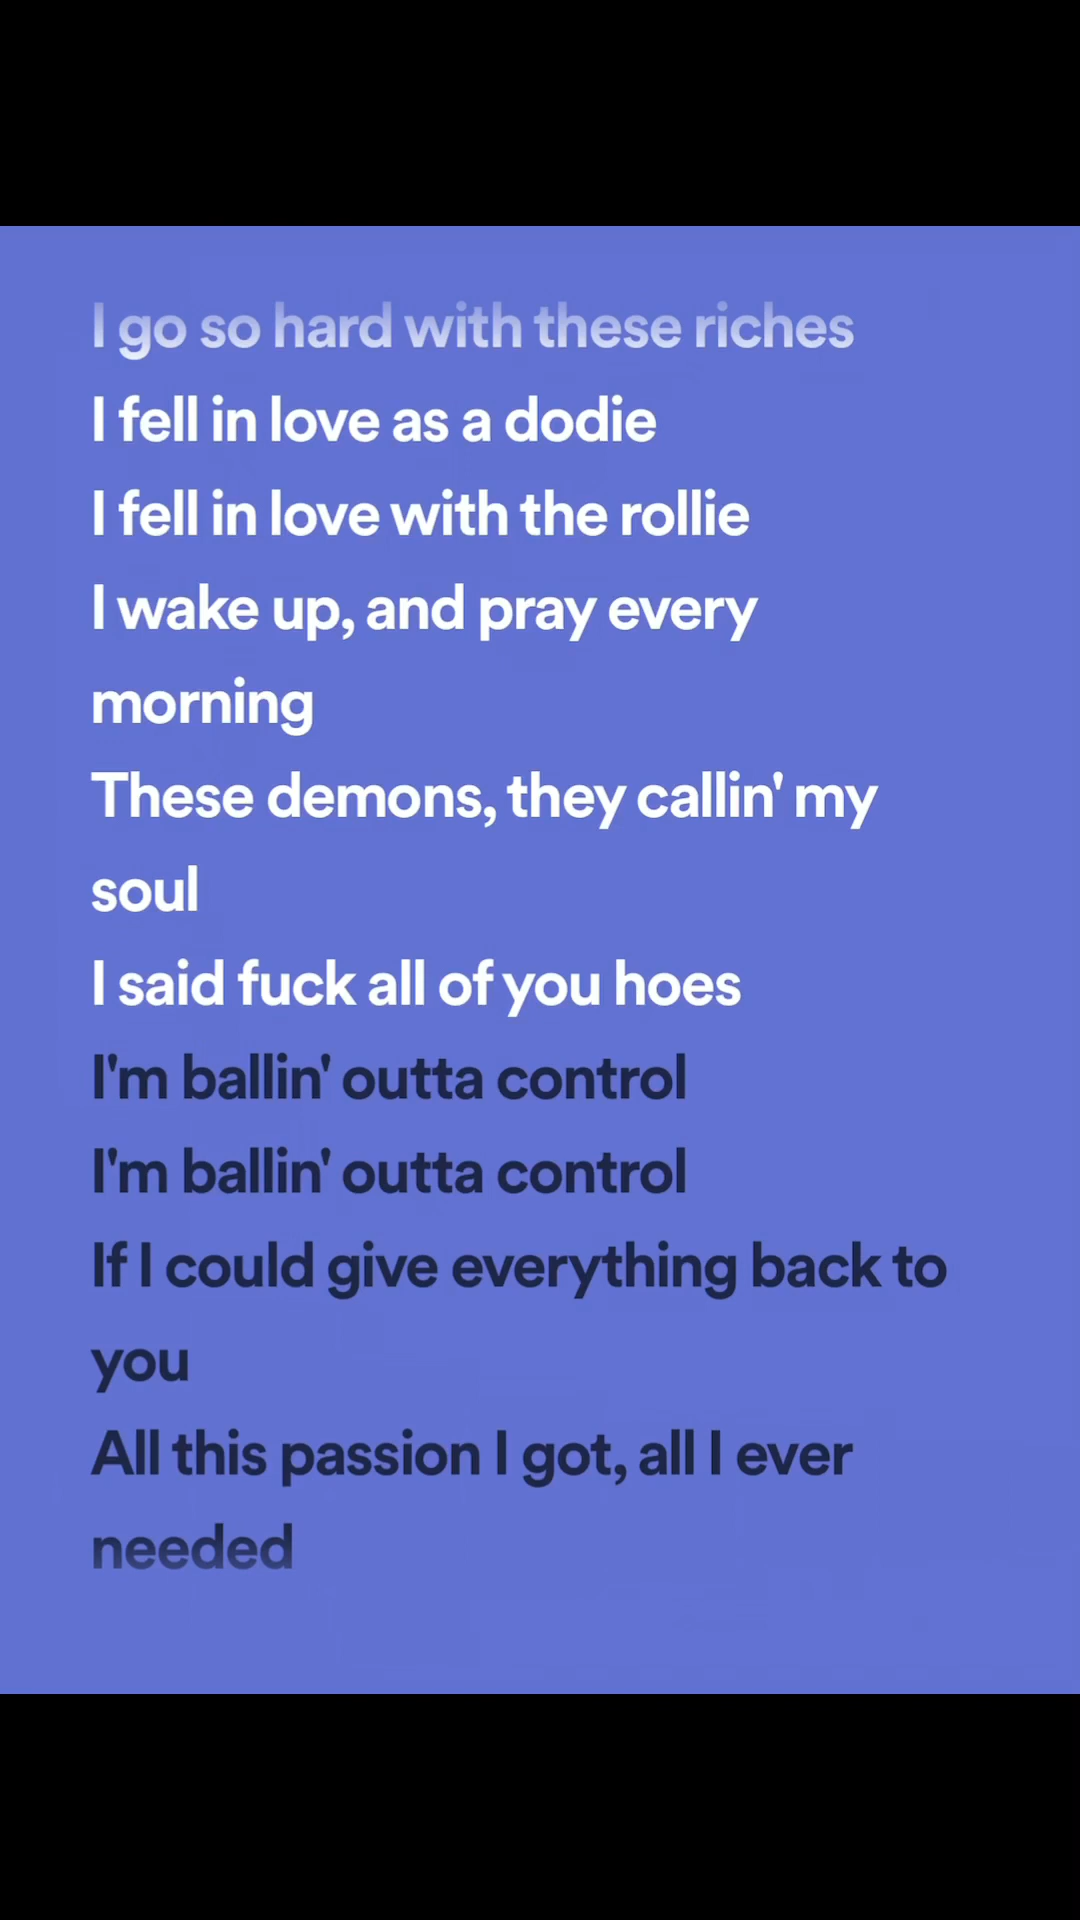 I go so hard with these riches
I fell in love as a dodie
I fell in love with the rollie
I wake up, and pray every
morning
These demons, they callin' my
soul
I said fuck all of you hoes
I'm ballin' outta control
I'm ballin' outta control
If I could give everything back to
you
All this passion I got, all I ever
needed